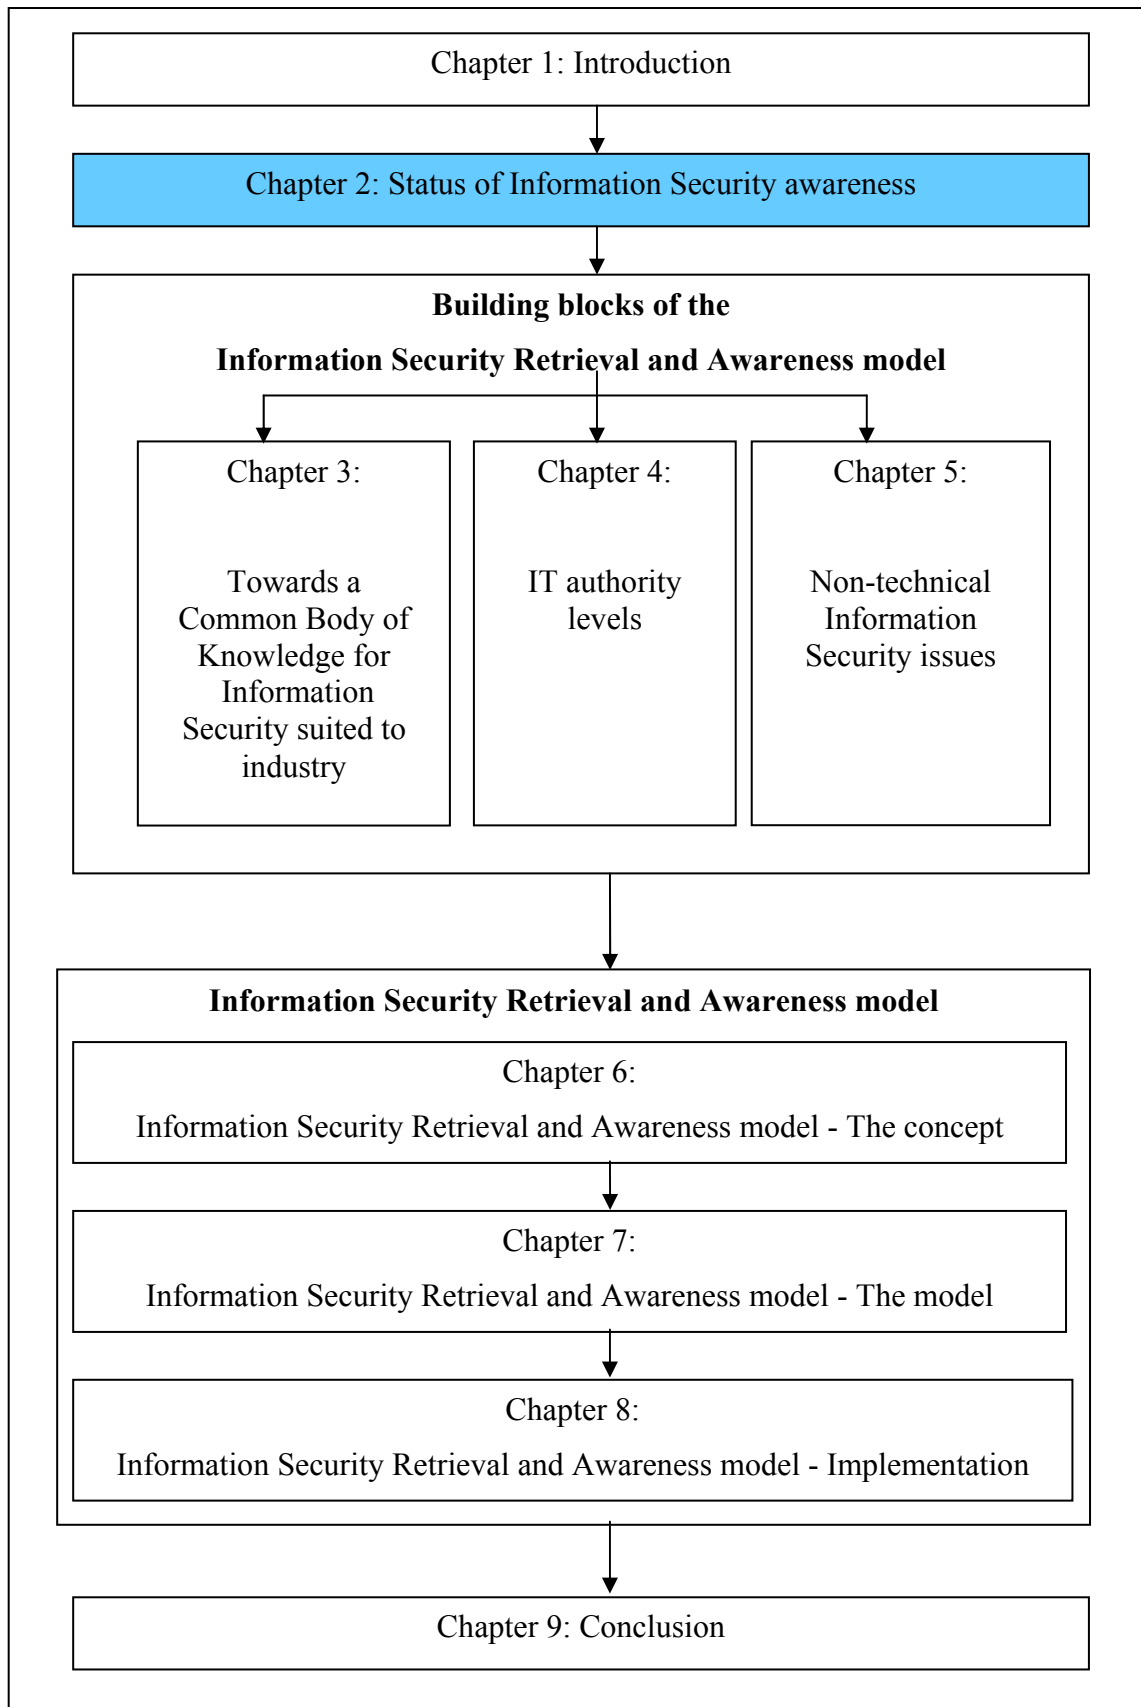 Chapter 1: Introduction
Chapter 2: Status of Information Security awareness
Building blocks of the
Information Security Retrieval and Awareness model
Chapter 3:
Towards a
Common Body of
Knowledge for
Information
Security suited to
industry
Chapter 4:
IT authority
levels
Chapter 5:
Non-technical
Information
Security issues
Information Security Retrieval and Awareness model
Chapter 6:
Information Security Retrieval and Awareness model - The concept
Chapter 7:
Information Security Retrieval and Awareness model - The model
Chapter 8:
Information Security Retrieval and Awareness model - Implementation
Chapter 9: Conclusion